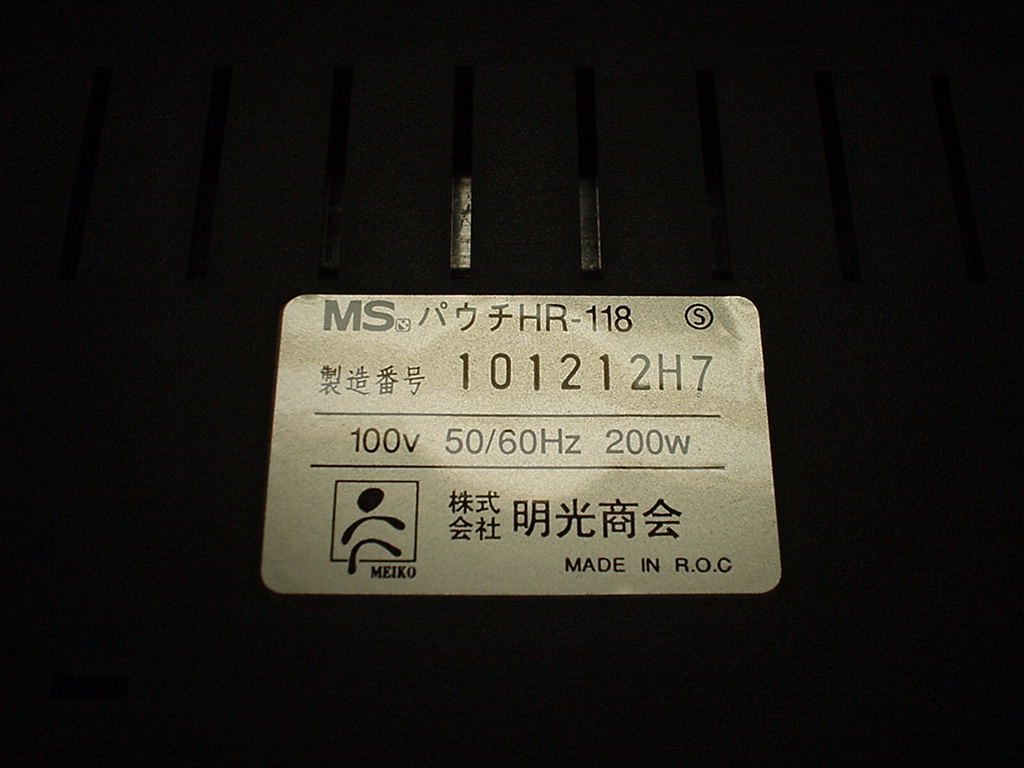 MS パウチHR-118 Ⓢ
製造番号 101212H7
100v 50/60Hz 200w
株式会社 明光商会
MEIKO
MADE IN R.O.C